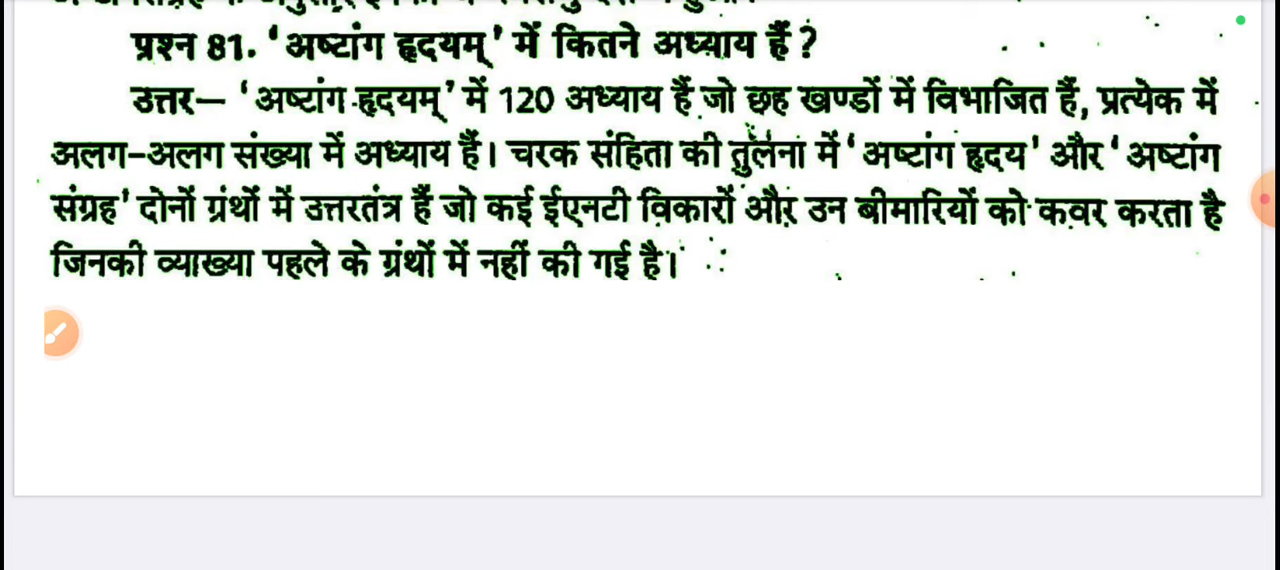 प्रश्न 81. 'अष्टांग हृदयम्' में कितने अध्याय हैं?
उत्तर– 'अष्टांग हृदयम्' में 120 अध्याय हैं जो छह खण्डों में विभाजित हैं, प्रत्येक में
अलग-अलग संख्या में अध्याय हैं। चरक संहिता की तुलना में 'अष्टांग हृदय' और 'अष्टांग
संग्रह' दोनों ग्रंथों में उत्तरतंत्र हैं जो कई ईएनटी विकारों और उन बीमारियों को कवर करता है
जिनकी व्याख्या पहले के ग्रंथों में नहीं की गई है।